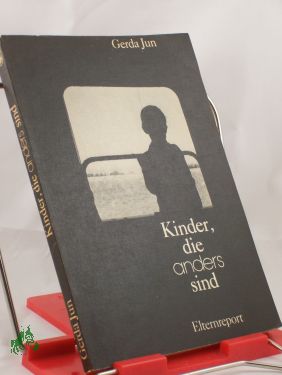 Gerda Jun
Kinder,
die
anders
sind
Elternreport
Gerda Jun Kinder, die anders sind